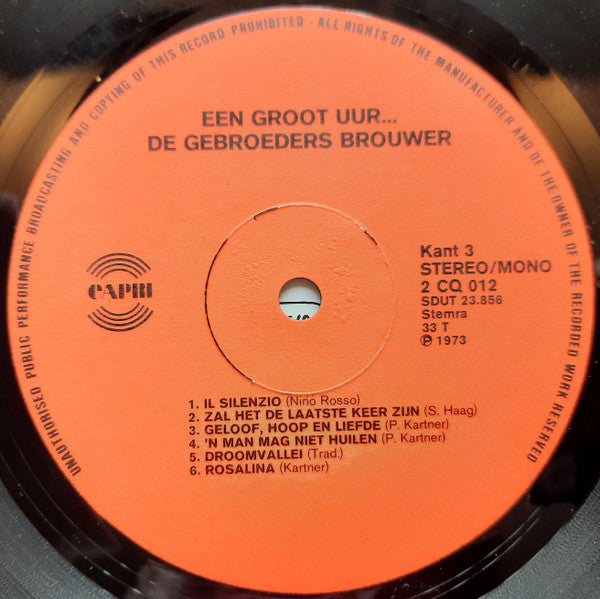 UNAUTHORISED PUBLIC PERFORMANCE BROADCASTING AND COPYING OF THIS RECORD PROHIBITED · ALL RIGHTS OF THE MANUFACTURER AND OF THE OWNER OF THE RECORDED WORK RESERVED
EEN GROOT UUR...
DE GEBROEDERS BROUWER
CAPRI
Kant 3
STEREO/MONO
2 CQ 012
SDUT 23.856
Stemra
33 T
℗ 1973
1. IL SILENZIO (Nino Rosso)
2. ZAL HET DE LAATSTE KEER ZIJN (S. Haag)
3. GELOOF, HOOP EN LIEFDE (P. Kartner)
4. 'N MAN MAG NIET HUILEN (P. Kartner)
5. DROOMVALLEI (Trad.)
6. ROSALINA (Kartner)